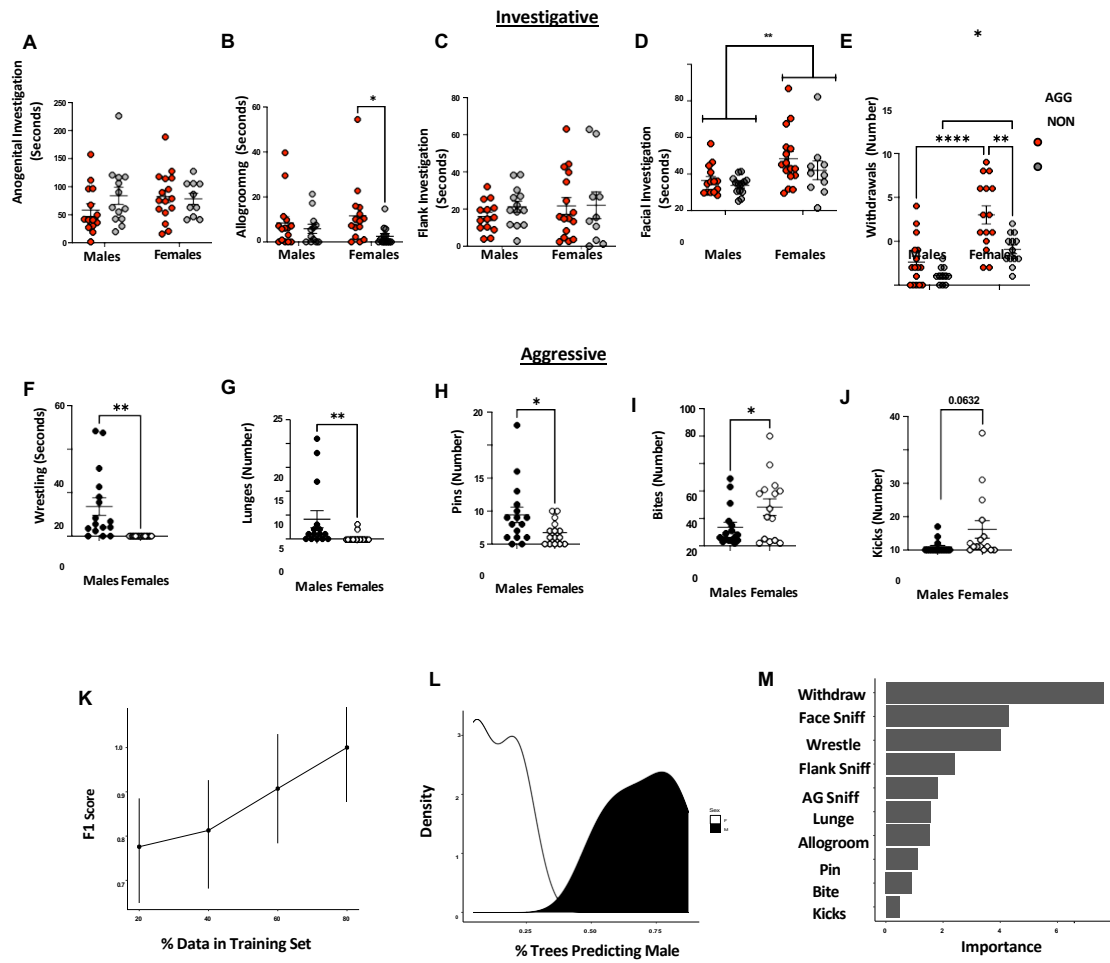 Investigative
A
Anogenital Investigation
(Seconds)
250
200
150
100
50
0
Males Females
B
Allogroomng (Seconds)
60
40
20
0
*
Males Females
C
Flank Investigation
(Seconds)
80
60
40
20
0
Males Females
D
Facial Investigation
(Seconds)
80
60
40
20
0
**
Males Females
E
Withdrawals (Number)
15
10
5
0
*
**** **
Males Females
AGG
NON
Aggressive
F
Wrestling (Seconds)
60
40
20
0
**
Males Females
G
Lunges (Number)
25
20
15
10
5
0
**
Males Females
H
Pins (Number)
20
15
10
5
0
*
Males Females
I
Bites (Number)
100
80
60
40
20
0
*
Males Females
J
Kicks (Number)
40
30
20
10
0
0.0632
Males Females
K
F1 Score
1.0
0.9
0.8
0.7
20 40 60 80
% Data in Training Set
L
Density
3
2
1
0
0.25 0.50 0.75
% Trees Predicting Male
Sex
F
M
M
Withdraw
Face Sniff
Wrestle
Flank Sniff
AG Sniff
Lunge
Allogroom
Pin
Bite
Kicks
0 2 4 6
Importance